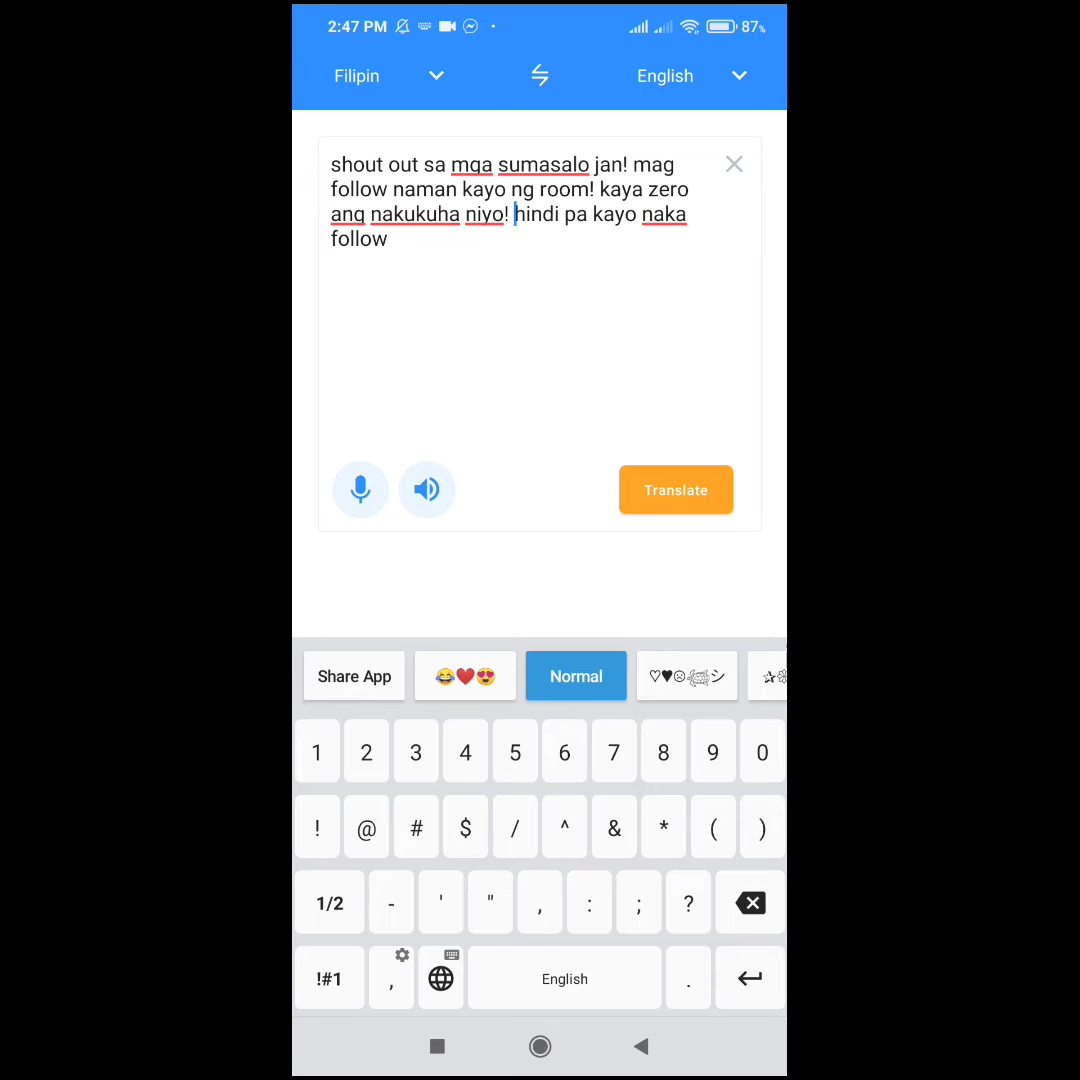 2:47 PM 87%
Filipin English
shout out sa mga sumasalo jan! mag
follow naman kayo ng room! kaya zero
ang nakukuha niyo! hindi pa kayo naka
follow
Translate
Share App 😂❤️😍 Normal ♡♥☹𓆉シ
1 2 3 4 5 6 7 8 9 0
! @ # $ / ^ & * ( )
1/2 - ' " , : ; ?
!#1 , English .